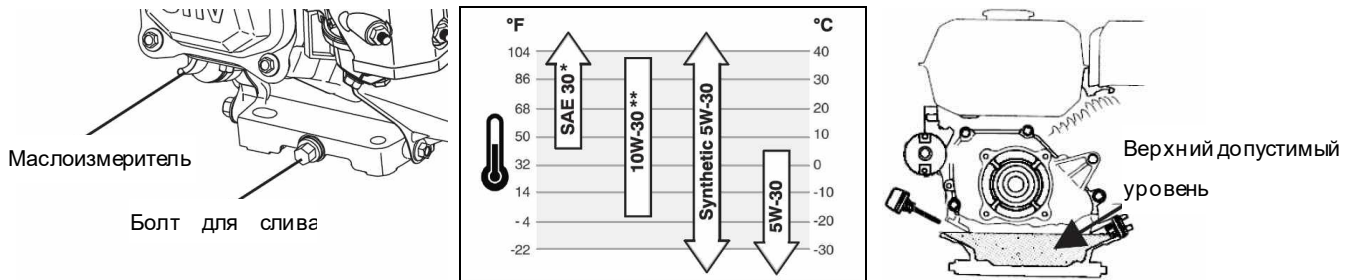 OHV
Маслоизмеритель
Болт для слива
°F °C
104 40
86 30
68 20
50 10
32 0
14 -10
-4 -20
-22 -30
SAE 30*
10W-30**
Synthetic 5W-30
5W-30
Верхний допустимый
уровень